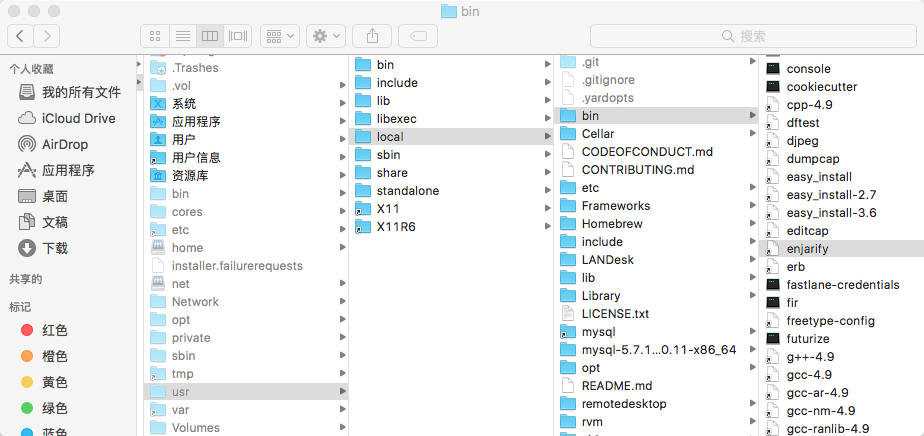 bin
搜索
个人收藏
我的所有文件
iCloud Drive
AirDrop
应用程序
桌面
文稿
下载
共享的
标记
红色
橙色
黄色
绿色
蓝色
.Trashes
.vol
系统
应用程序
用户
用户信息
资源库
bin
cores
etc
home
installer.failurerequests
net
Network
opt
private
sbin
tmp
usr
var
Volumes
bin
include
lib
libexec
local
sbin
share
standalone
X11
X11R6
.git
.gitignore
.yardopts
bin
Cellar
CODEOFCONDUCT.md
CONTRIBUTING.md
etc
Frameworks
Homebrew
include
LANDesk
lib
Library
LICENSE.txt
mysql
mysql-5.7.1...0.11-x86_64
opt
README.md
remotedesktop
rvm
console
cookiecutter
cpp-4.9
dftest
djpeg
dumpcap
easy_install
easy_install-2.7
easy_install-3.6
editcap
enjarify
erb
fastlane-credentials
fir
freetype-config
futurize
g++-4.9
gcc-4.9
gcc-ar-4.9
gcc-nm-4.9
gcc-ranlib-4.9